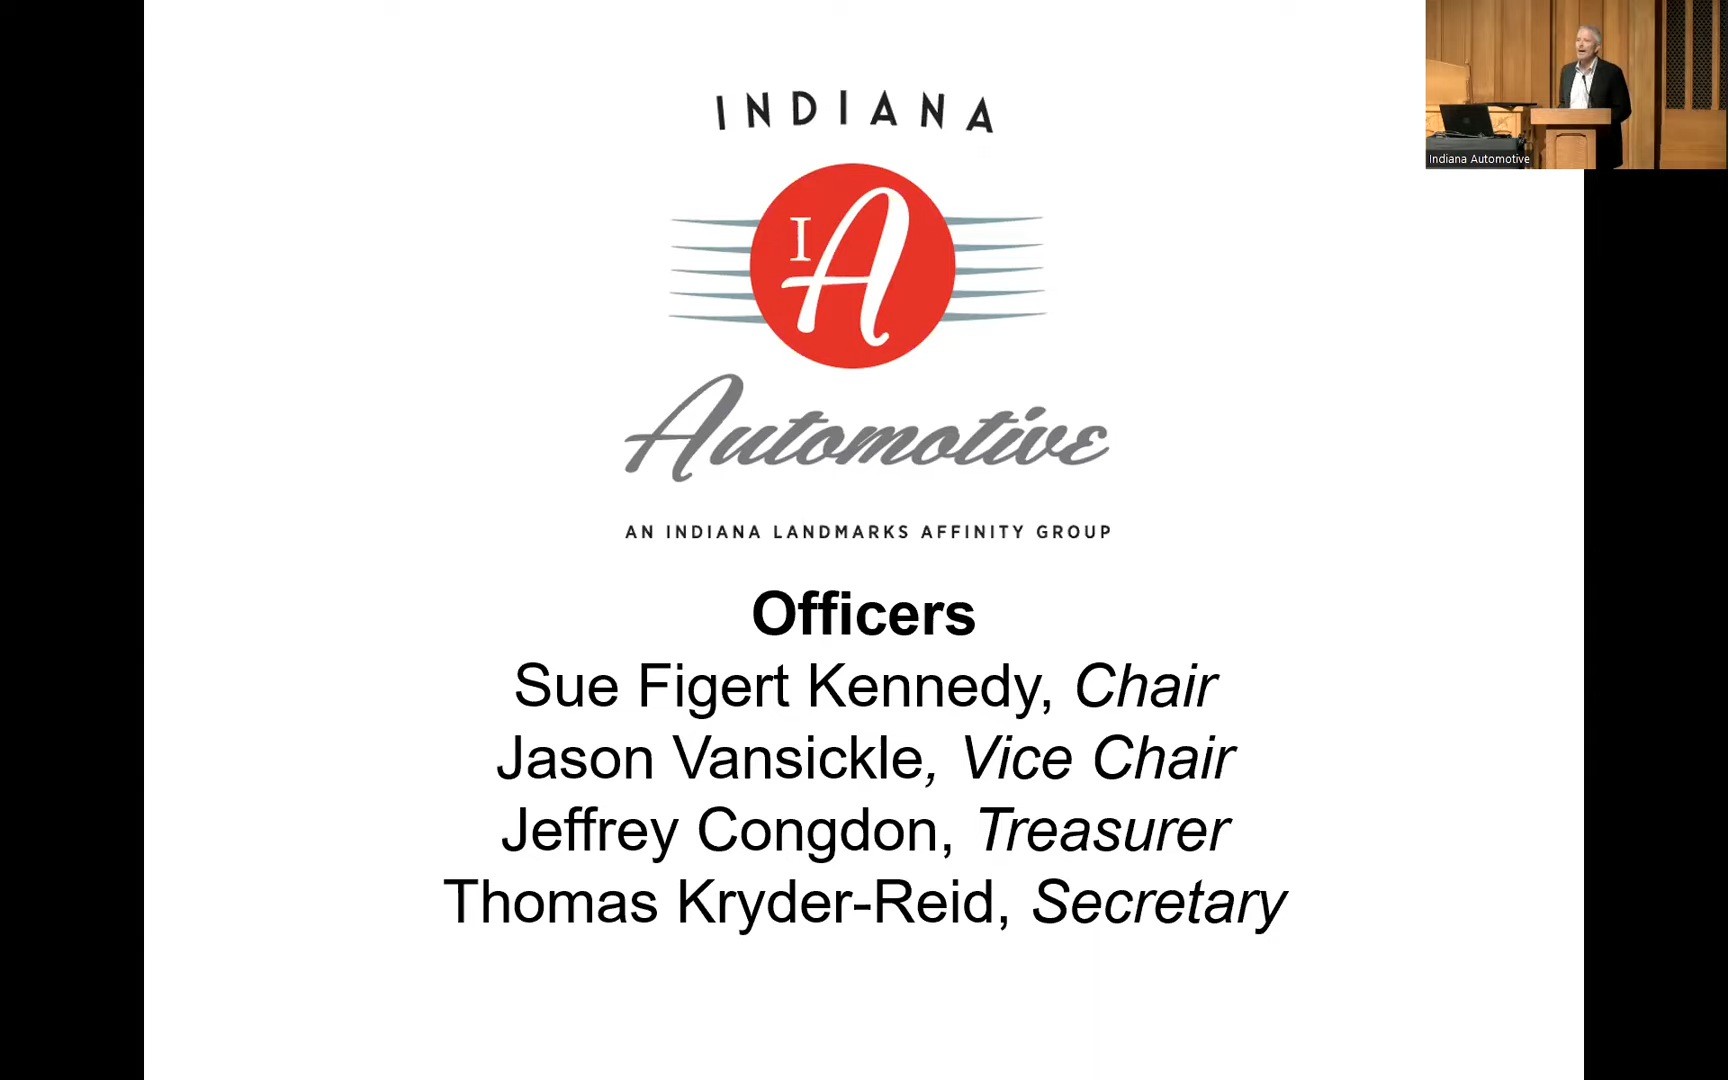 INDIANA
IA
Automotive
AN INDIANA LANDMARKS AFFINITY GROUP
Officers
Sue Figert Kennedy, Chair
Jason Vansickle, Vice Chair
Jeffrey Congdon, Treasurer
Thomas Kryder-Reid, Secretary
Indiana Automotive